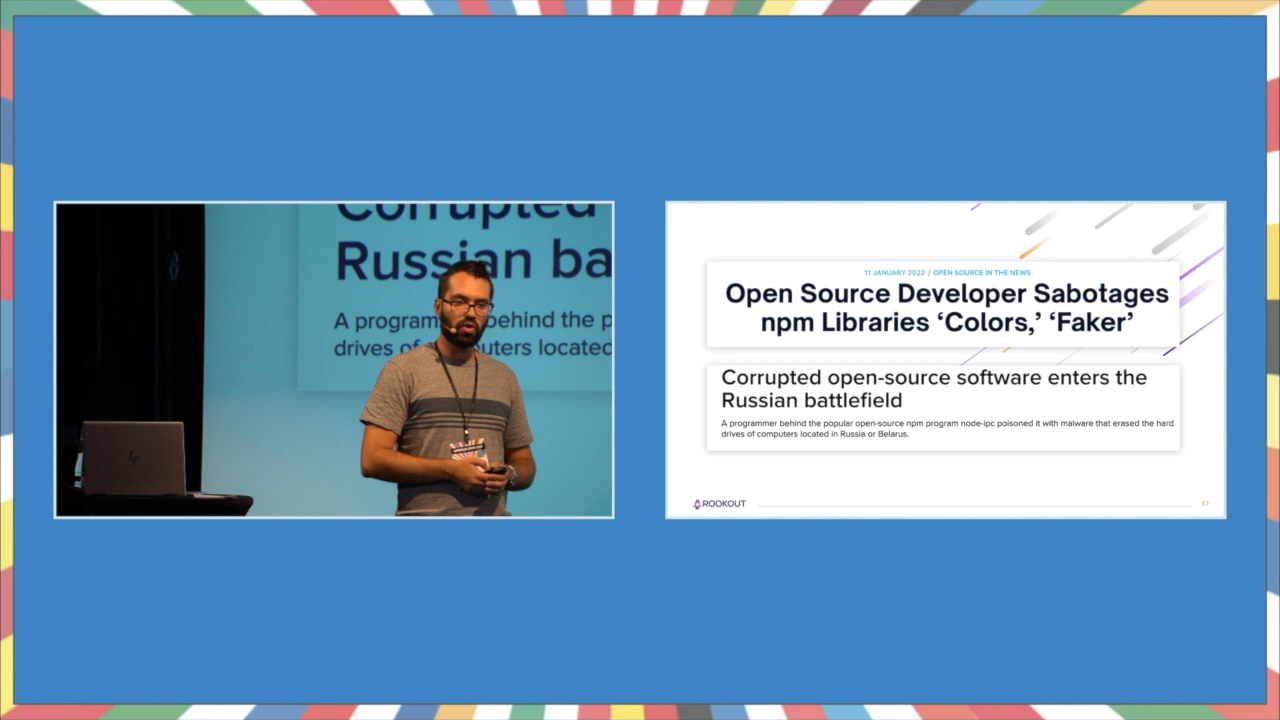 Corrupted
Russian ba
A program behind the p
drives of computers located
hp
11 JANUARY 2022 / OPEN SOURCE IN THE NEWS
Open Source Developer Sabotages
npm Libraries ‘Colors,’ ‘Faker’
Corrupted open-source software enters the
Russian battlefield
A programmer behind the popular open-source npm program node-ipc poisoned it with malware that erased the hard
drives of computers located in Russia or Belarus.
ROOKOUT
17